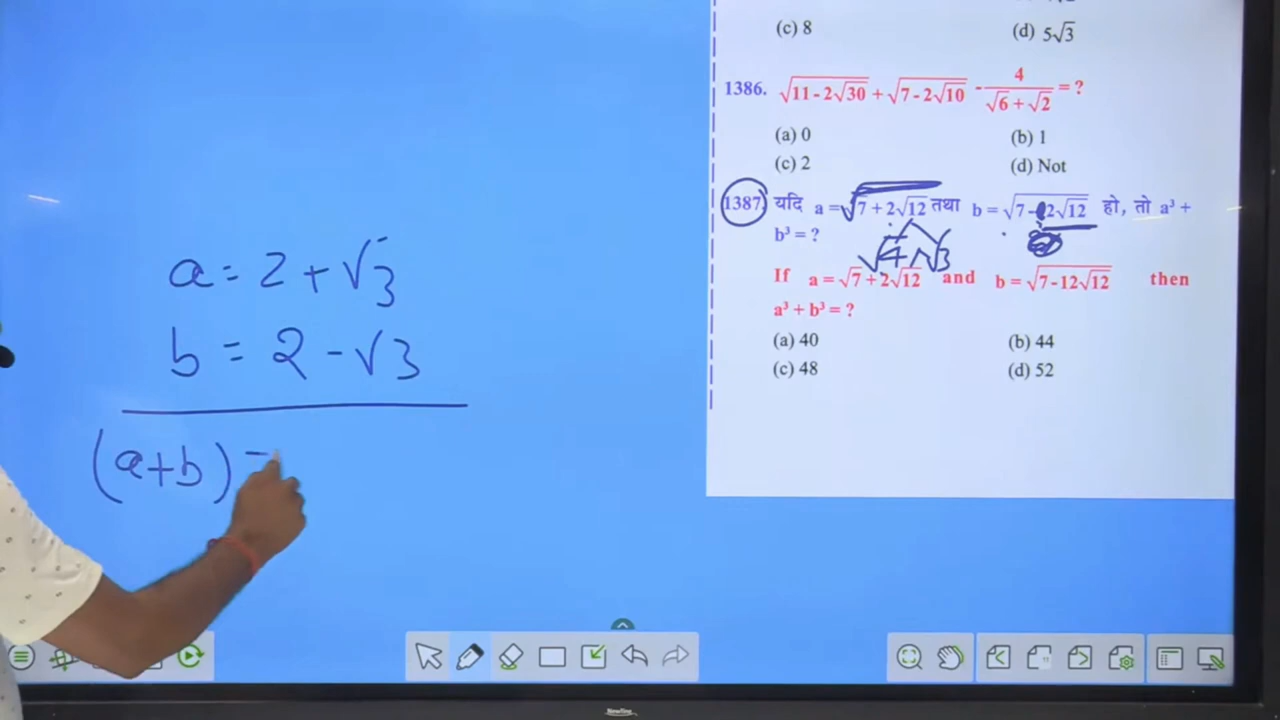 (c) 8 (d) 5√3
1386. √(11 - 2√30) + √(7 - 2√10) - 4/(√6 + √2) = ?
(a) 0 (b) 1
(c) 2 (d) Not
1387 यदि a = √(7 + 2√12) तथा b = √(7 - 2√12) हो, तो a³ +
b³ = ?
√4 √3
If a = √7 + 2√12 and b = √(7 - 12√12) then
a³ + b³ = ?
(a) 40 (b) 44
(c) 48 (d) 52
a = 2 + √3
b = 2 - √3
(a+b) =
NewLine